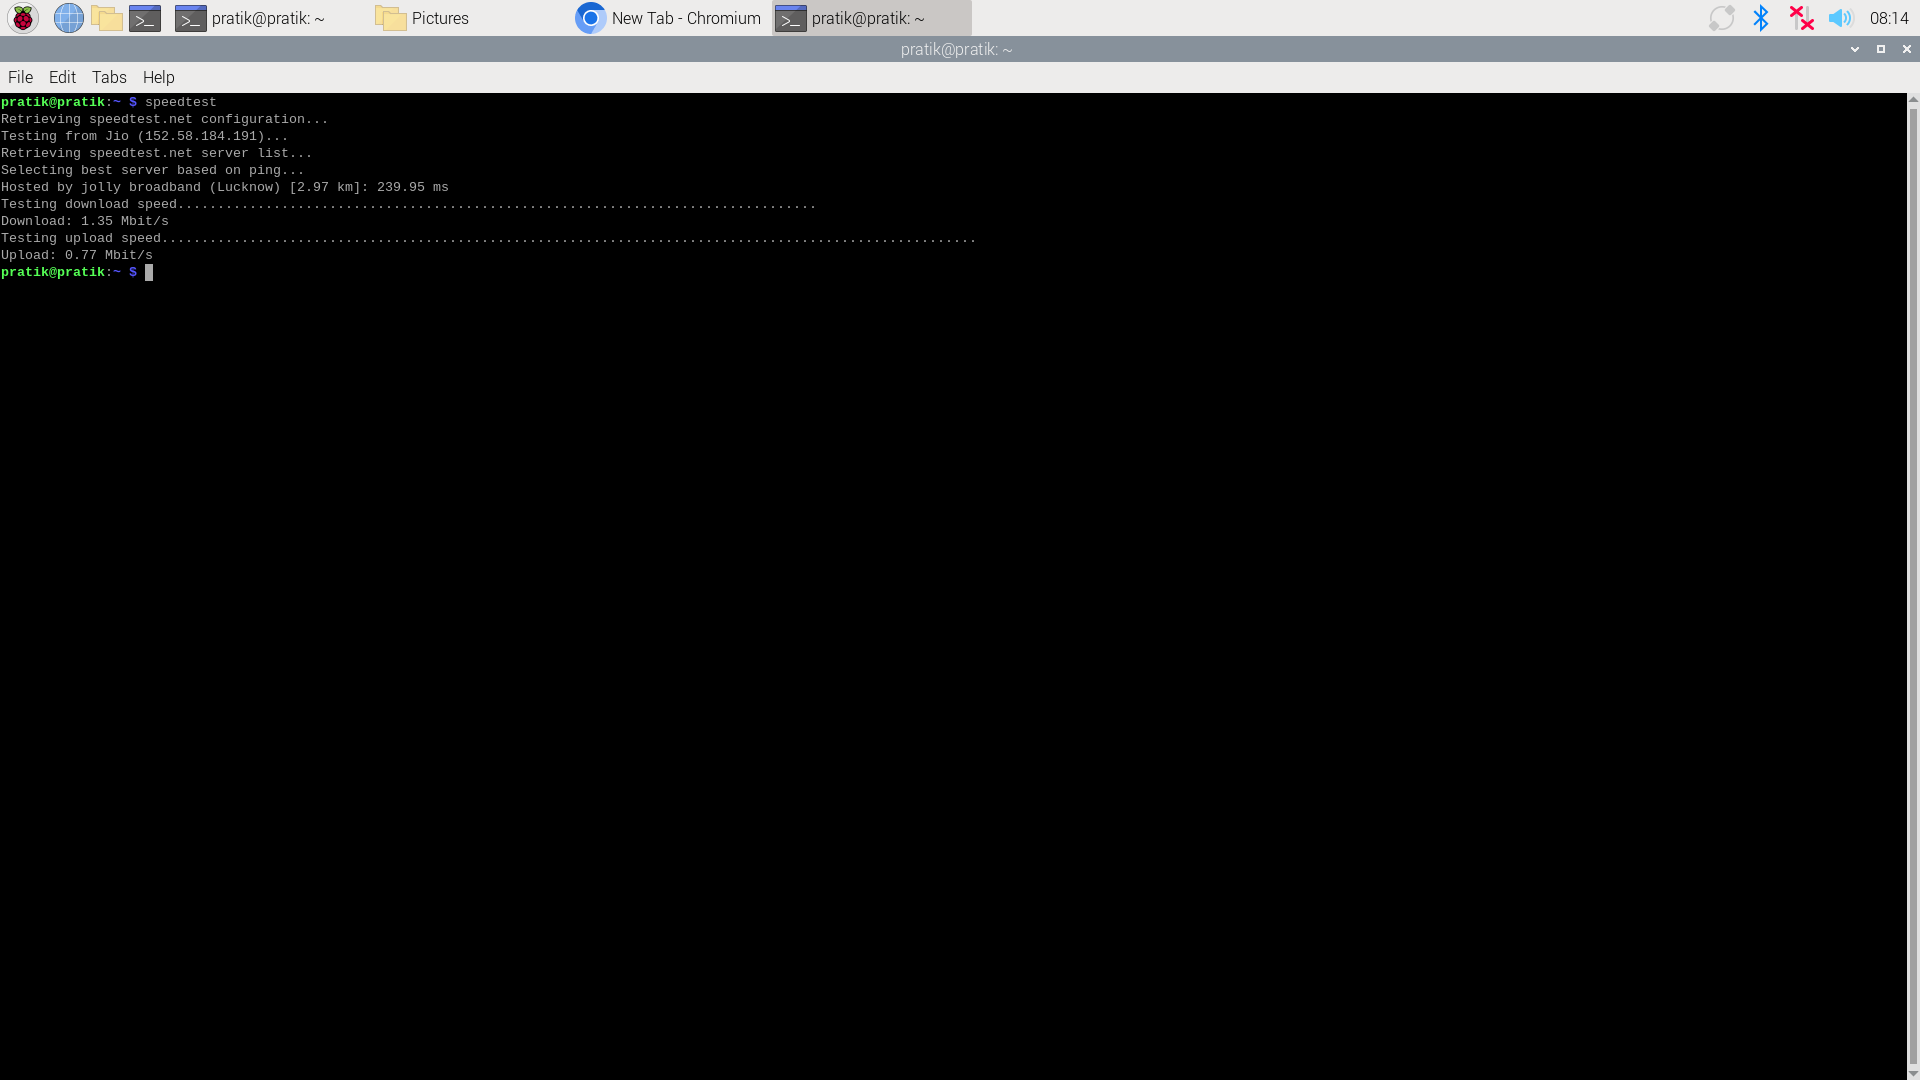 pratik@pratik: ~ Pictures New Tab - Chromium pratik@pratik: ~ 08:14
pratik@pratik: ~
File Edit Tabs Help
pratik@pratik:~ $ speedtest
Retrieving speedtest.net configuration...
Testing from Jio (152.58.184.191)...
Retrieving speedtest.net server list...
Selecting best server based on ping...
Hosted by jolly broadband (Lucknow) [2.97 km]: 239.95 ms
Testing download speed................................................................................
Download: 1.35 Mbit/s
Testing upload speed......................................................................................................
Upload: 0.77 Mbit/s
pratik@pratik:~ $